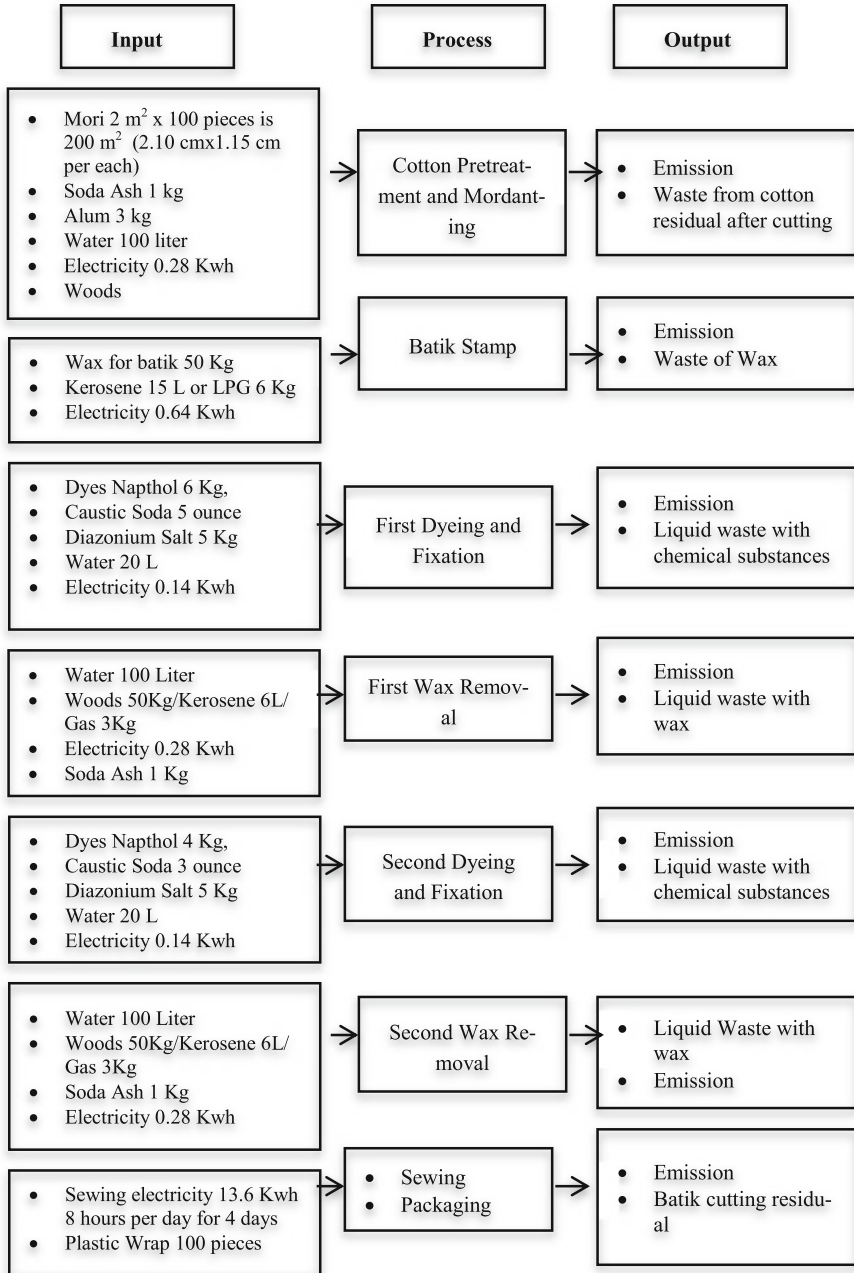 Input
Process
Output
Mori 2 m² x 100 pieces is
200 m² (2.10 cmx1.15 cm
per each)
Soda Ash 1 kg
Alum 3 kg
Water 100 liter
Electricity 0.28 Kwh
Woods
Cotton Pretreat-
ment and Mordant-
ing
Emission
Waste from cotton
residual after cutting
Wax for batik 50 Kg
Kerosene 15 L or LPG 6 Kg
Electricity 0.64 Kwh
Batik Stamp
Emission
Waste of Wax
Dyes Napthol 6 Kg,
Caustic Soda 5 ounce
Diazonium Salt 5 Kg
Water 20 L
Electricity 0.14 Kwh
First Dyeing and
Fixation
Emission
Liquid waste with
chemical substances
Water 100 Liter
Woods 50Kg/Kerosene 6L/
Gas 3Kg
Electricity 0.28 Kwh
Soda Ash 1 Kg
First Wax Remov-
al
Emission
Liquid waste with
wax
Dyes Napthol 4 Kg,
Caustic Soda 3 ounce
Diazonium Salt 5 Kg
Water 20 L
Electricity 0.14 Kwh
Second Dyeing
and Fixation
Emission
Liquid waste with
chemical substances
Water 100 Liter
Woods 50Kg/Kerosene 6L/
Gas 3Kg
Soda Ash 1 Kg
Electricity 0.28 Kwh
Second Wax Re-
moval
Liquid Waste with
wax
Emission
Sewing electricity 13.6 Kwh
8 hours per day for 4 days
Plastic Wrap 100 pieces
Sewing
Packaging
Emission
Batik cutting residu-
al